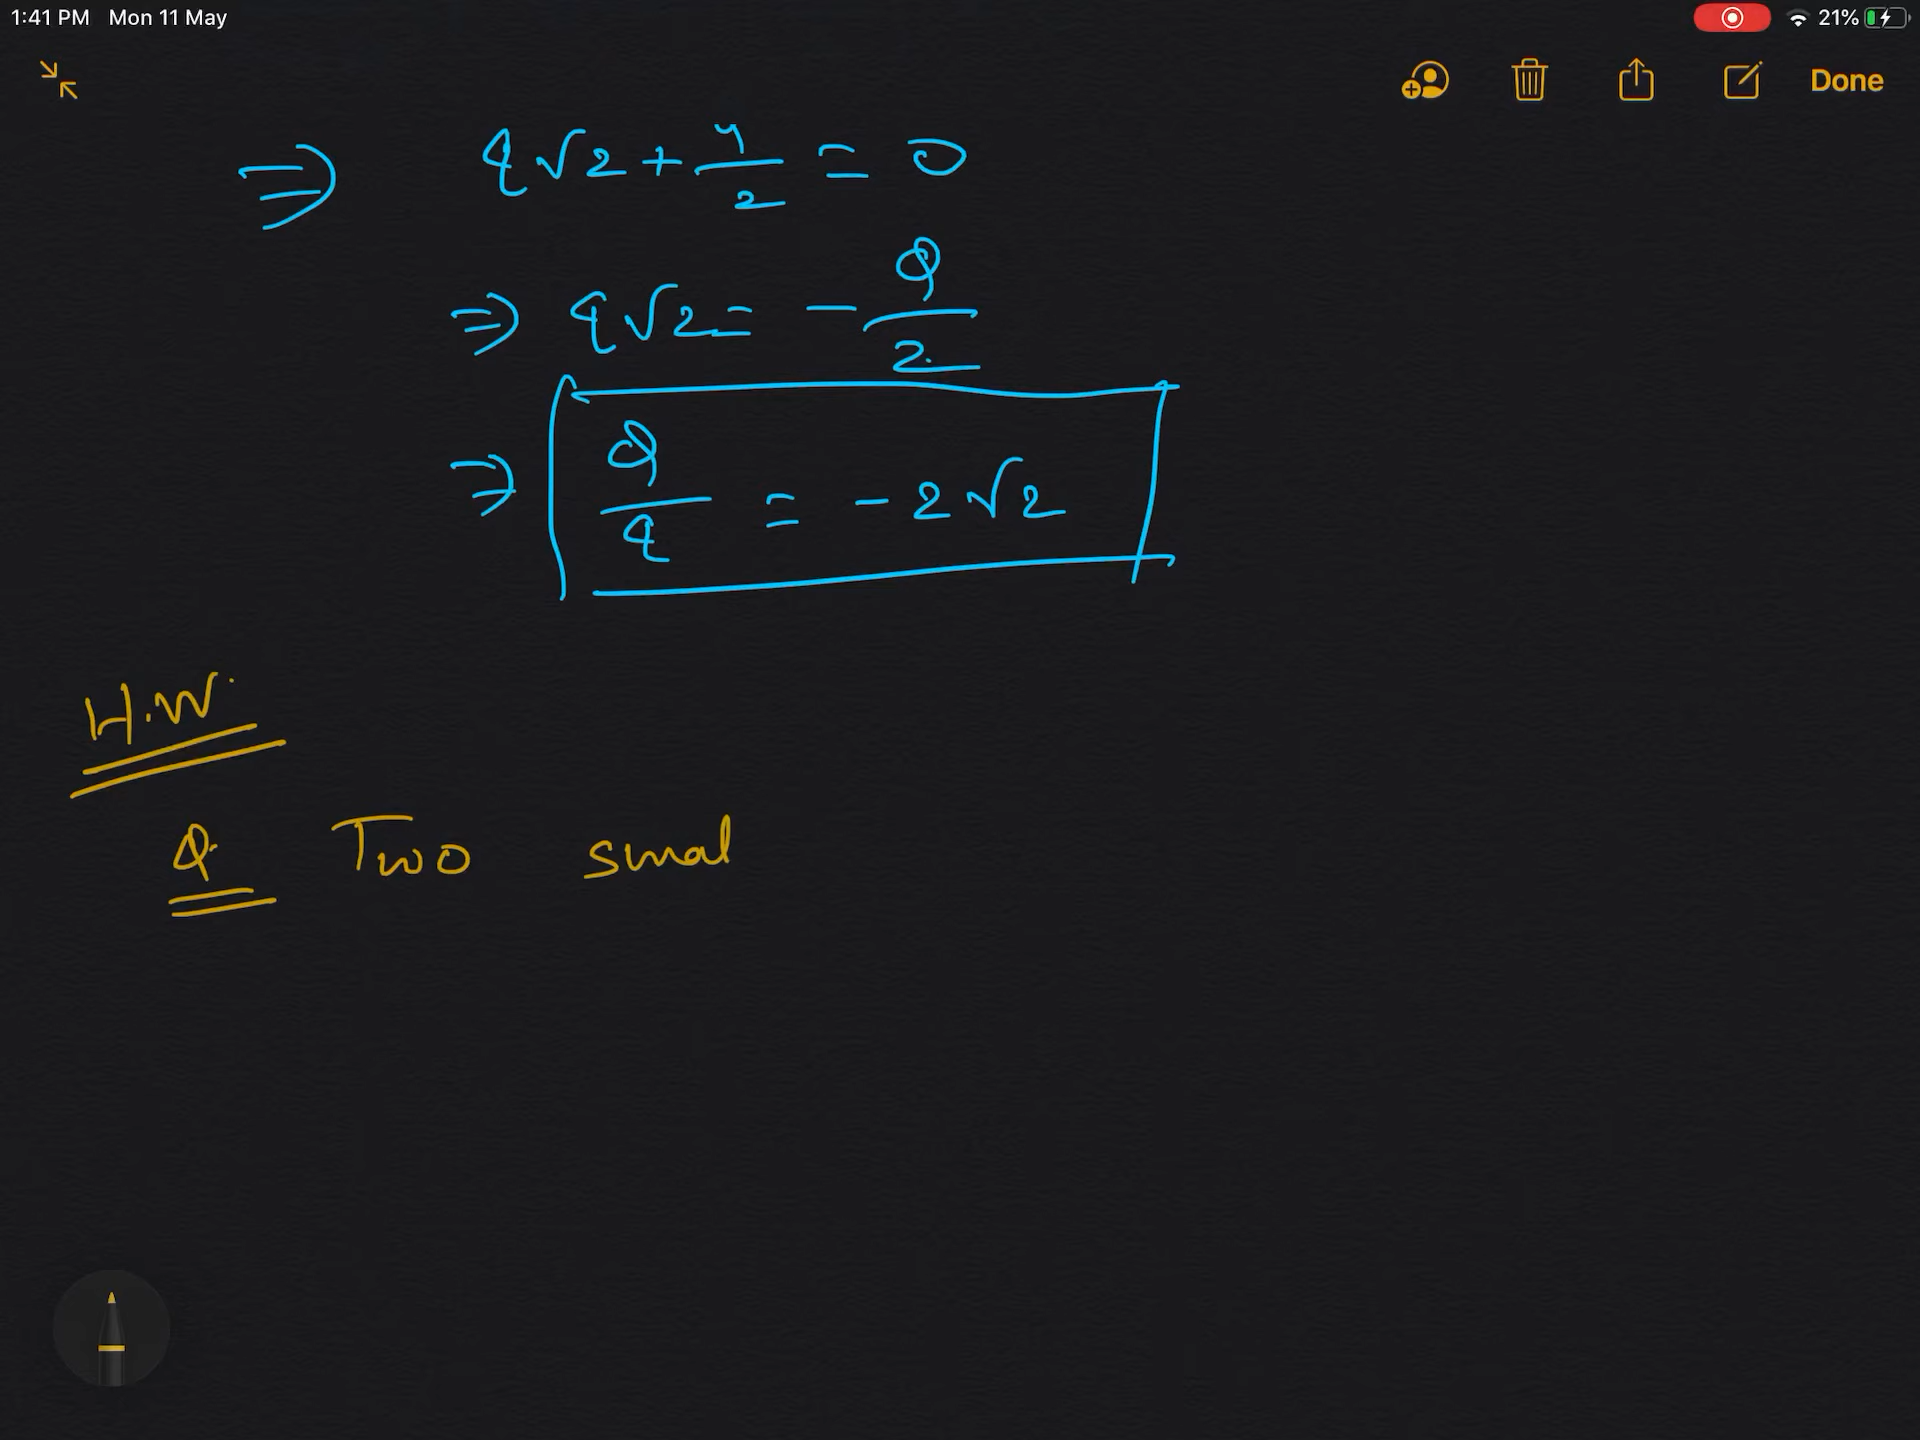 1:41 PM Mon 11 May 21%
Done
⇒ q√2 + Q/2 = 0
⇒ q√2 = - Q/2
⇒ Q/q = - 2√2
H.W.
Q. Two smal